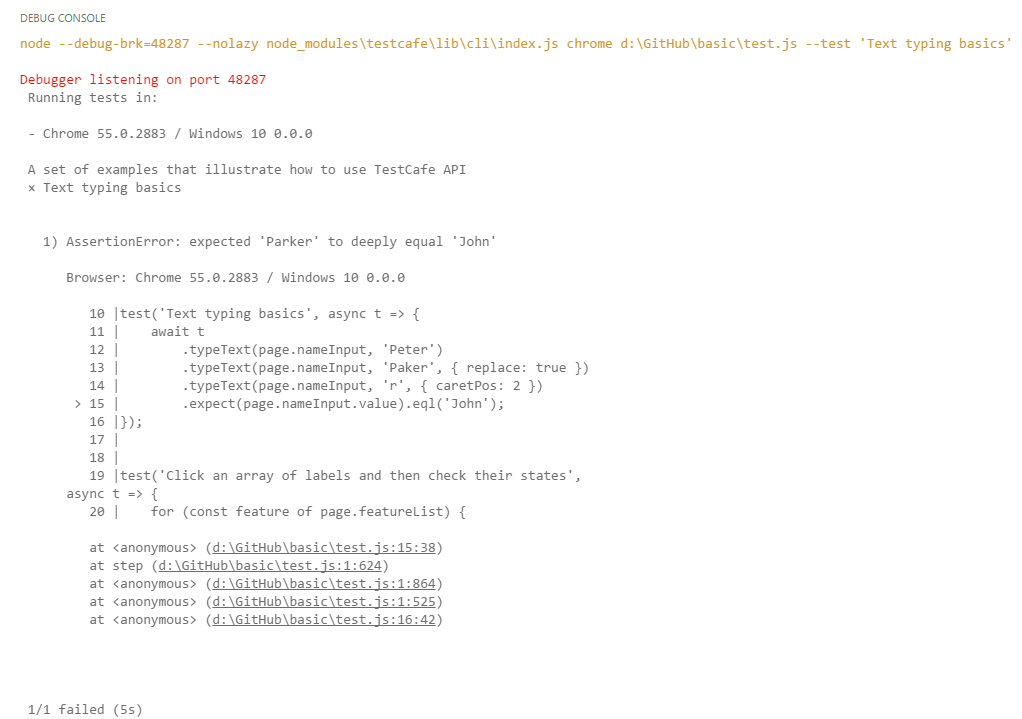 DEBUG CONSOLE
node --debug-brk=48287 --nolazy node_modules\testcafe\lib\cli\index.js chrome d:\GitHub\basic\test.js --test 'Text typing basics'
Debugger listening on port 48287
Running tests in:
- Chrome 55.0.2883 / Windows 10 0.0.0
A set of examples that illustrate how to use TestCafe API
× Text typing basics
1) AssertionError: expected 'Parker' to deeply equal 'John'
Browser: Chrome 55.0.2883 / Windows 10 0.0.0
10 |test('Text typing basics', async t => {
11 |    await t
12 |        .typeText(page.nameInput, 'Peter')
13 |        .typeText(page.nameInput, 'Paker', { replace: true })
14 |        .typeText(page.nameInput, 'r', { caretPos: 2 })
> 15 |        .expect(page.nameInput.value).eql('John');
16 |});
17 |
18 |
19 |test('Click an array of labels and then check their states',
async t => {
20 |    for (const feature of page.featureList) {
at <anonymous> (d:\GitHub\basic\test.js:15:38)
at step (d:\GitHub\basic\test.js:1:624)
at <anonymous> (d:\GitHub\basic\test.js:1:864)
at <anonymous> (d:\GitHub\basic\test.js:1:525)
at <anonymous> (d:\GitHub\basic\test.js:16:42)
1/1 failed (5s)